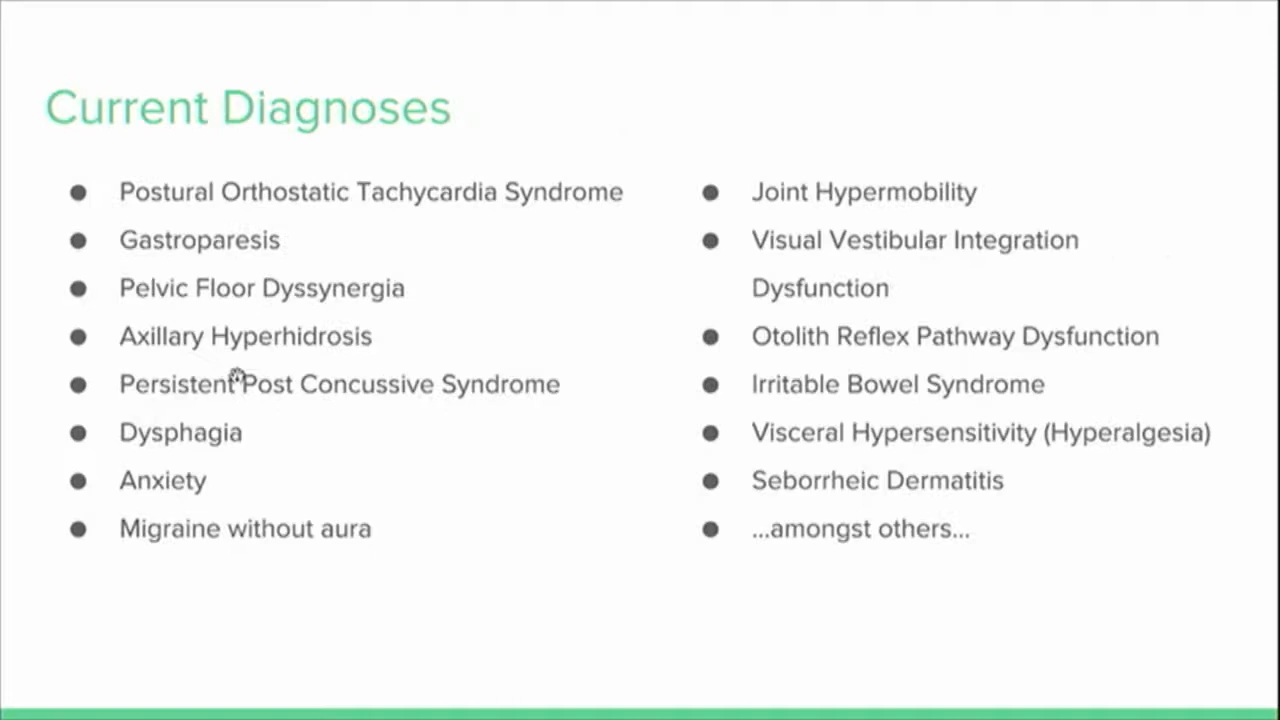 Current Diagnoses
● Postural Orthostatic Tachycardia Syndrome
● Gastroparesis
● Pelvic Floor Dyssynergia
● Axillary Hyperhidrosis
● Persistent Post Concussive Syndrome
● Dysphagia
● Anxiety
● Migraine without aura
● Joint Hypermobility
● Visual Vestibular Integration
Dysfunction
● Otolith Reflex Pathway Dysfunction
● Irritable Bowel Syndrome
● Visceral Hypersensitivity (Hyperalgesia)
● Seborrheic Dermatitis
● ...amongst others...